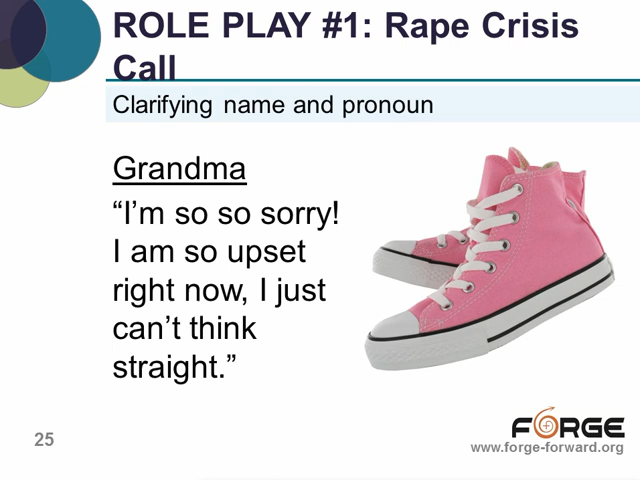 ROLE PLAY #1: Rape Crisis
Call
Clarifying name and pronoun
Grandma
“I’m so so sorry!
I am so upset
right now, I just
can’t think
straight.”
25
FORGE
www.forge-forward.org